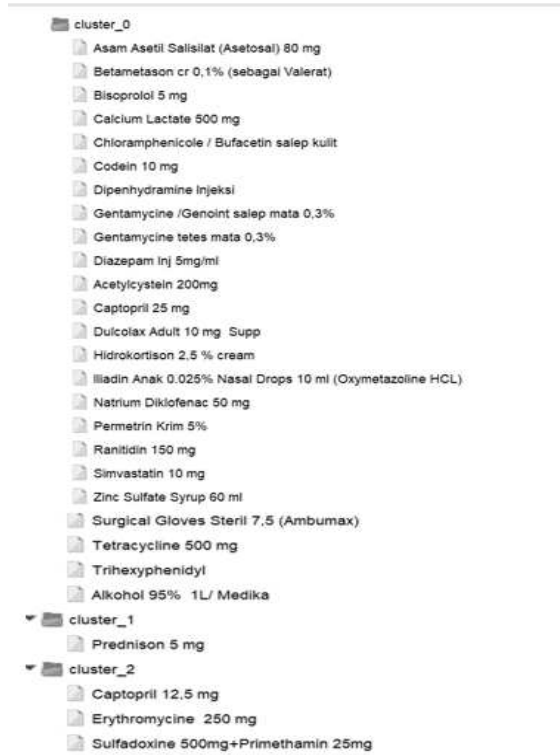 cluster_0
Asam Asetil Salisilat (Asetosal) 80 mg
Betametason cr 0,1% (sebagai Valerat)
Bisoprolol 5 mg
Calcium Lactate 500 mg
Chloramphenicole / Bufacetin salep kulit
Codein 10 mg
Dipenhydramine Injeksi
Gentamycine /Genoint salep mata 0,3%
Gentamycine tetes mata 0,3%
Diazepam Inj 5mg/ml
Acetylcystein 200mg
Captopril 25 mg
Dulcolax Adult 10 mg Supp
Hidrokortison 2,5 % cream
Iliadin Anak 0.025% Nasal Drops 10 ml (Oxymetazoline HCL)
Natrium Diklofenac 50 mg
Permetrin Krim 5%
Ranitidin 150 mg
Simvastatin 10 mg
Zinc Sulfate Syrup 60 ml
Surgical Gloves Steril 7,5 (Ambumax)
Tetracycline 500 mg
Trihexyphenidyl
Alkohol 95% 1L/ Medika
cluster_1
Prednison 5 mg
cluster_2
Captopril 12,5 mg
Erythromycine 250 mg
Sulfadoxine 500mg+Primethamin 25mg